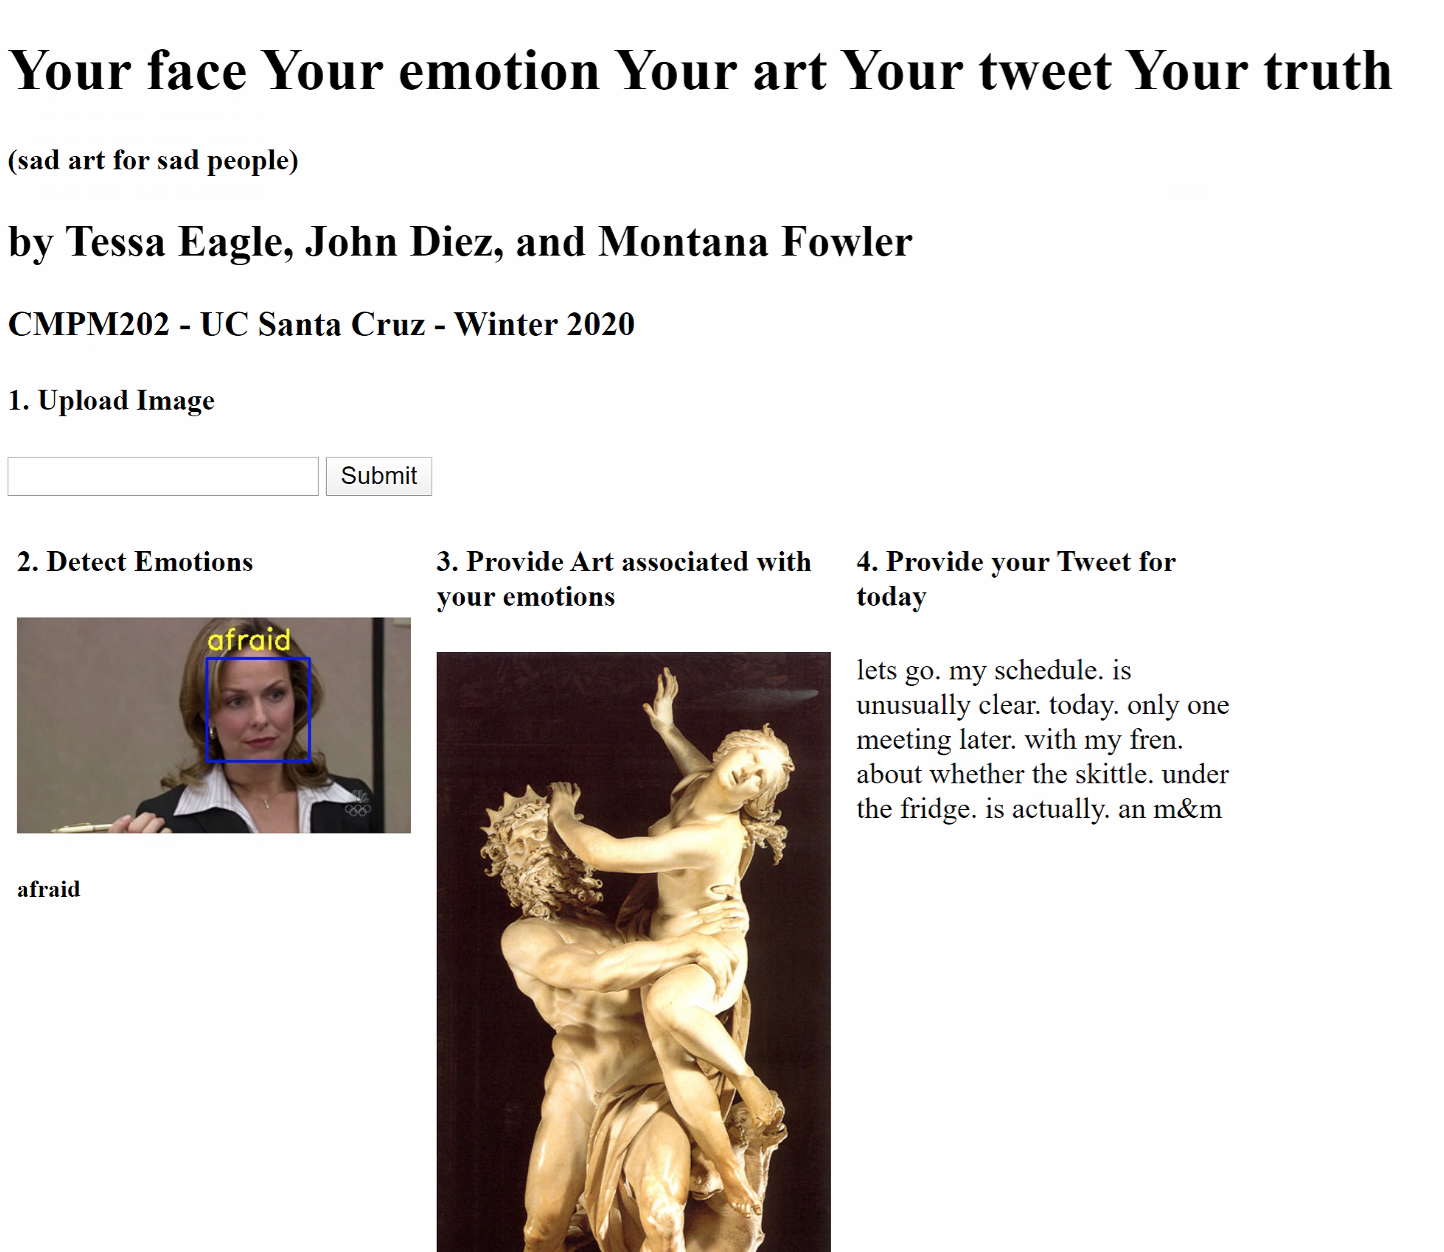 Your face Your emotion Your art Your tweet Your truth
(sad art for sad people)
by Tessa Eagle, John Diez, and Montana Fowler
CMPM202 - UC Santa Cruz - Winter 2020
1. Upload Image
Submit
2. Detect Emotions
afraid
afraid
3. Provide Art associated with
your emotions
4. Provide your Tweet for
today
lets go. my schedule. is
unusually clear. today. only one
meeting later. with my fren.
about whether the skittle. under
the fridge. is actually. an m&m